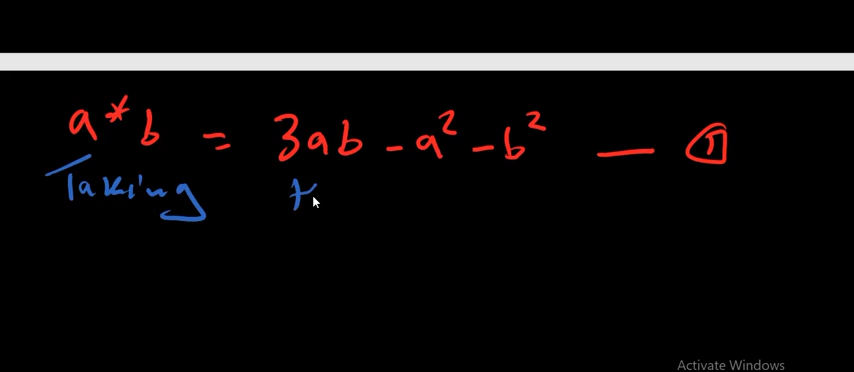 a * b = 3ab - a² - b² — ①
Taking t
Activate Windows